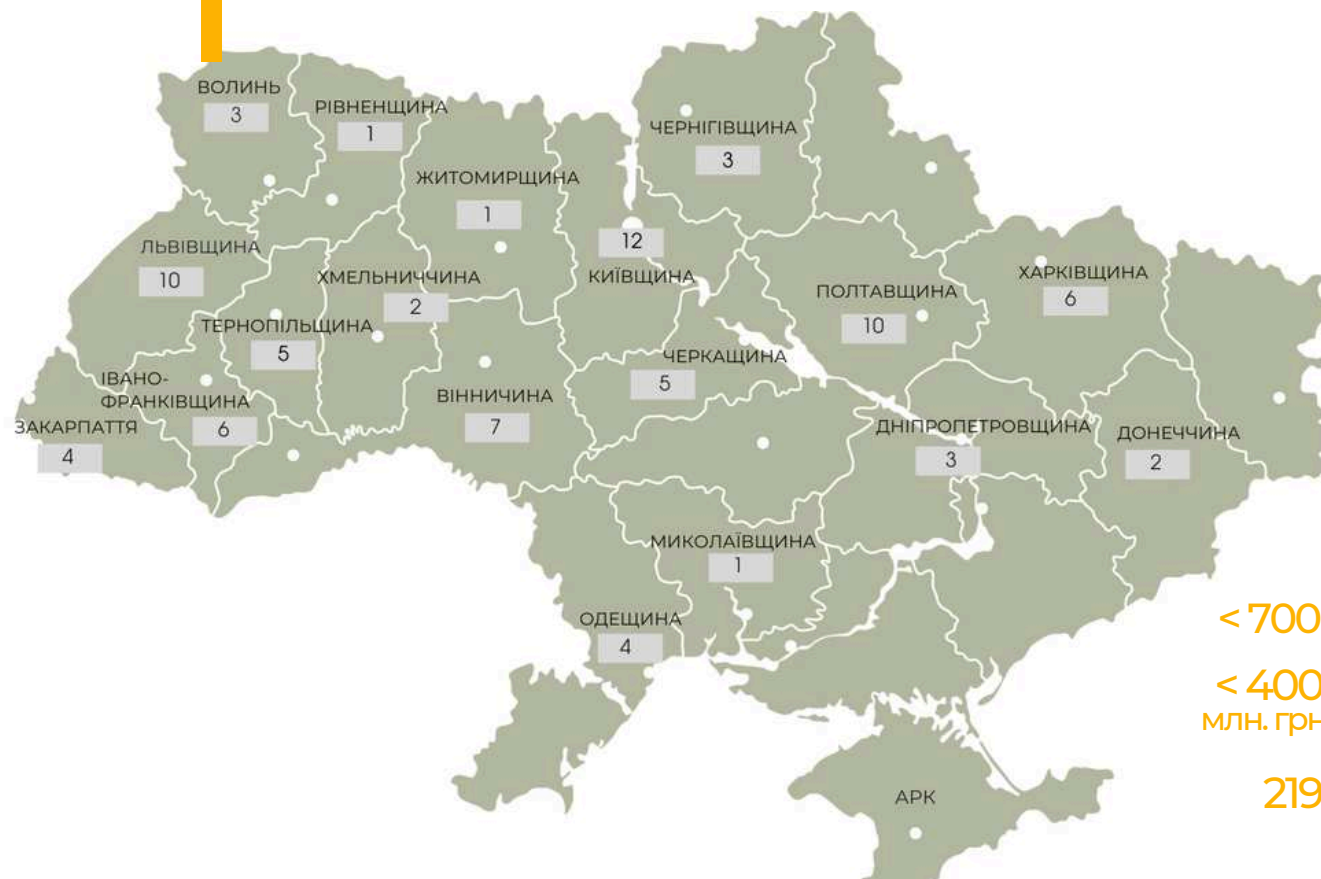 ВОЛИНЬ
3
РІВНЕНЩИНА
1
ЧЕРНІГІВЩИНА
3
ЖИТОМИРЩИНА
1
ЛЬВІВЩИНА
10
12
КИЇВЩИНА
ХМЕЛЬНИЧЧИНА
2
ПОЛТАВЩИНА
10
ХАРКІВЩИНА
6
ТЕРНОПІЛЬЩИНА
5
ЧЕРКАЩИНА
5
ІВАНО-
ФРАНКІВЩИНА
6
ВІННИЧИНА
7
ЗАКАРПАТТЯ
4
ДНІПРОПЕТРОВЩИНА
3
ДОНЕЧЧИНА
2
МИКОЛАЇВЩИНА
1
ОДЕЩИНА
4
< 700
< 400
млн. грн
219
АРК